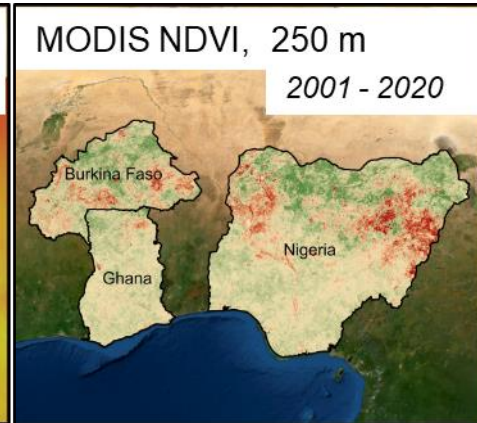 MODIS NDVI, 250 m
2001 - 2020
Burkina Faso
Ghana
Nigeria